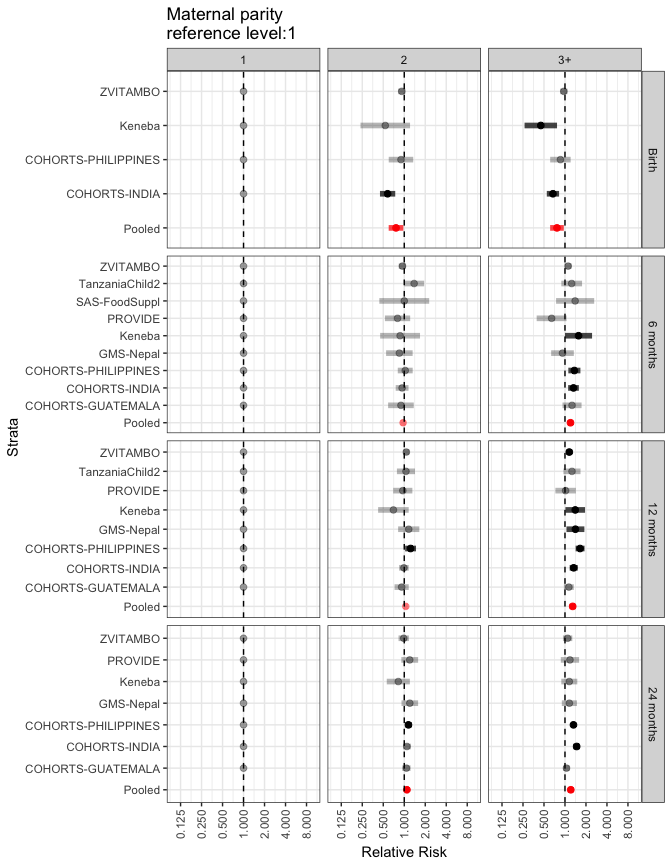 Maternal parity
reference level:1
1
2
3+
ZVITAMBO
Keneba
COHORTS-PHILIPPINES
COHORTS-INDIA
Pooled
Birth
ZVITAMBO
TanzaniaChild2
SAS-FoodSuppl
PROVIDE
Keneba
GMS-Nepal
COHORTS-PHILIPPINES
COHORTS-INDIA
COHORTS-GUATEMALA
Pooled
6 months
ZVITAMBO
TanzaniaChild2
PROVIDE
Keneba
GMS-Nepal
COHORTS-PHILIPPINES
COHORTS-INDIA
COHORTS-GUATEMALA
Pooled
12 months
ZVITAMBO
PROVIDE
Keneba
GMS-Nepal
COHORTS-PHILIPPINES
COHORTS-INDIA
COHORTS-GUATEMALA
Pooled
24 months
Strata
0.125
0.250
0.500
1.000
2.000
4.000
8.000
0.125
0.250
0.500
1.000
2.000
4.000
8.000
0.125
0.250
0.500
1.000
2.000
4.000
8.000
Relative Risk